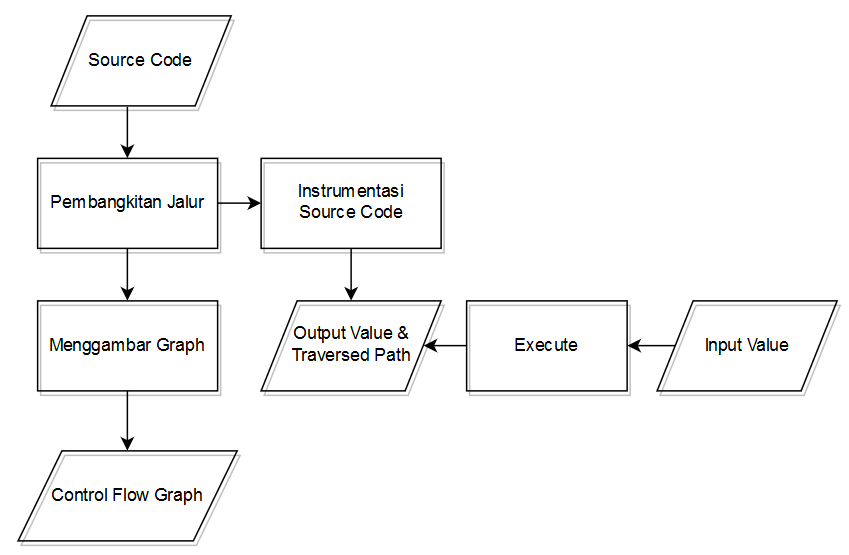 Source Code
Pembangkitan Jalur
Instrumentasi
Source Code
Menggambar Graph
Output Value &
Traversed Path
Execute
Input Value
Control Flow Graph